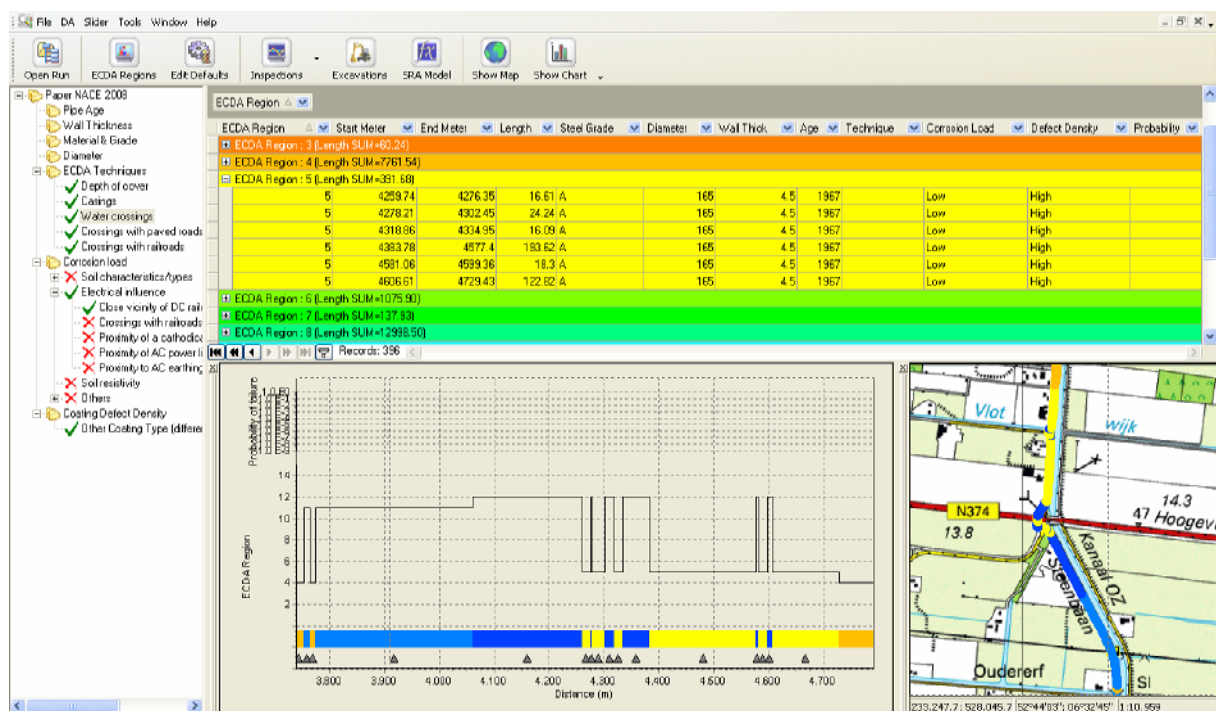 File DA Slider Tools Window Help
Open Run ECDA Regions Edit Defaults Inspections Excavations SRA Model Show Map Show Chart
Paper NACE 2008
Pipe Age
Wall Thickness
Material & Grade
Diameter
ECDA Techniques
Depth of cover
Casings
Water crossings
Crossings with paved roads
Crossings with railroads
Corrosion load
Soil characteristics/types
Electrical influence
Close vicinity of DC rail
Crossings with railroads
Proximity of a cathodic
Proximity of AC power li
Proximity to AC earthing
Soil resistivity
Others
Coating Defect Density
Other Coating Type (differe
ECDA Region
ECDA Region Start Meter End Meter Length Steel Grade Diameter Wall Thick Age Technique Corrosion Load Defect Density Probability
ECDA Region : 3 (Length SUM=60.24)
ECDA Region : 4 (Length SUM=7761.54)
ECDA Region : 5 (Length SUM=391.68)
5 4259.74 4276.35 16.61 A 165 4.5 1967 Low High
5 4278.21 4302.45 24.24 A 165 4.5 1967 Low High
5 4318.86 4334.95 16.09 A 165 4.5 1967 Low High
5 4383.78 4577.4 193.62 A 165 4.5 1967 Low High
5 4581.06 4599.36 18.3 A 165 4.5 1967 Low High
5 4606.61 4729.43 122.82 A 165 4.5 1967 Low High
ECDA Region : 6 (Length SUM=1075.90)
ECDA Region : 7 (Length SUM=137.93)
ECDA Region : 8 (Length SUM=12998.50)
Records: 396
Probability of failure
14
12
10
8
6
4
2
ECDA Region
3.800 3.900 4.000 4.100 4.200 4.300 4.400 4.500 4.600 4.700
Distance (m)
Vlot
wijk
N374
14.3
47 Hoogev
13.8
Kanaal OZ
Steenbaan
Oudererf
SI
233.247.7; 528.045.7 52°44'03"; 06°32'45" 1:10.959